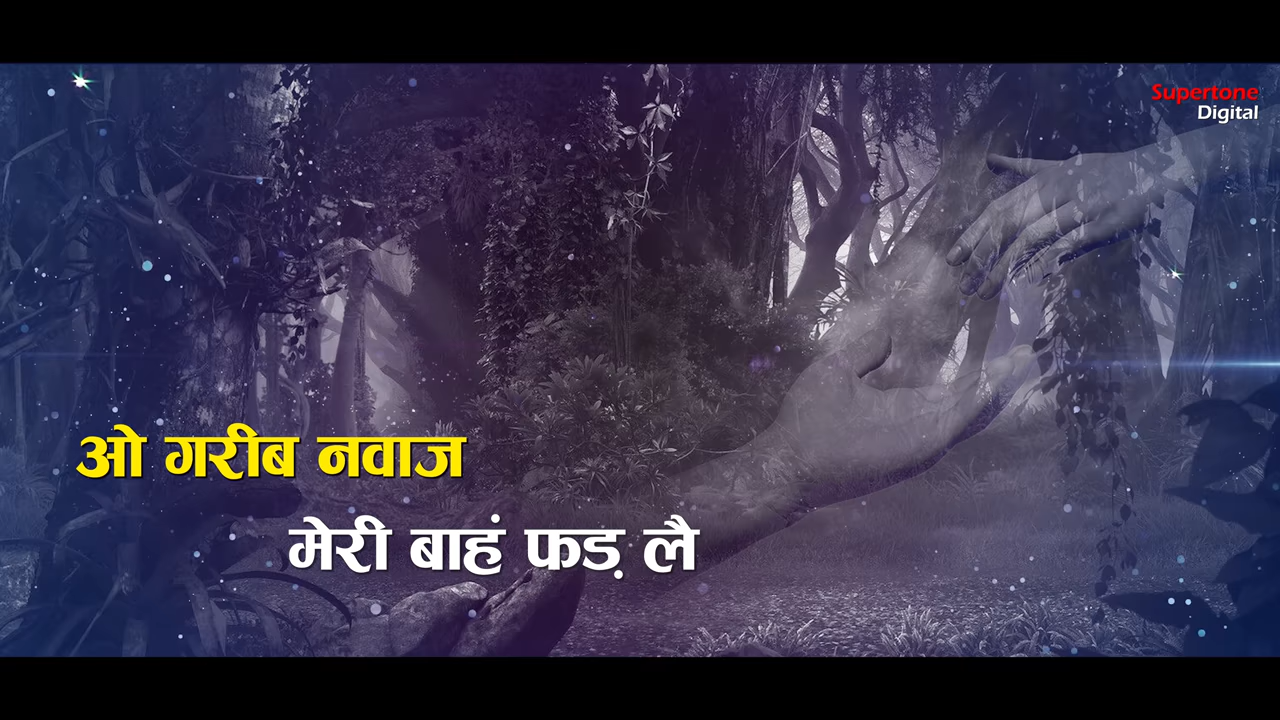 Supertone
Digital
ओ गरीब नवाज
मेरी बाहं फड़ लै